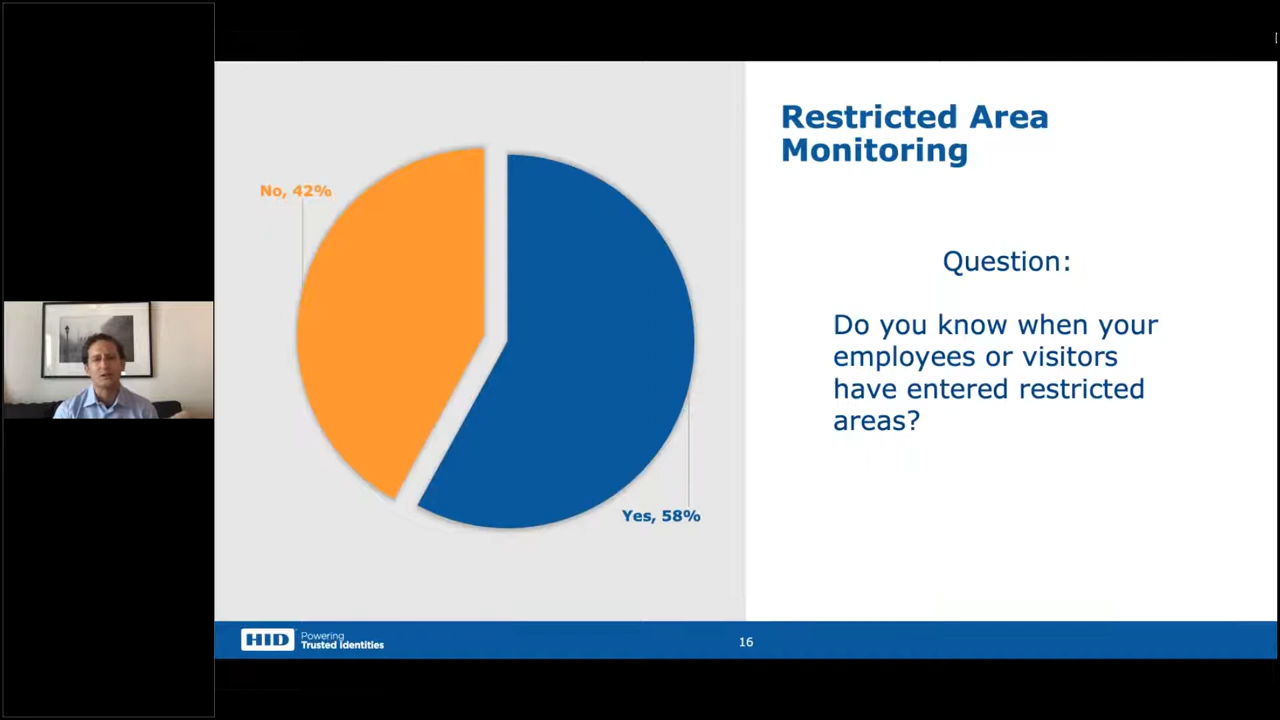 Restricted Area
Monitoring
No, 42%
Question:
Do you know when your
employees or visitors
have entered restricted
areas?
Yes, 58%
HID
Powering
Trusted Identities
16